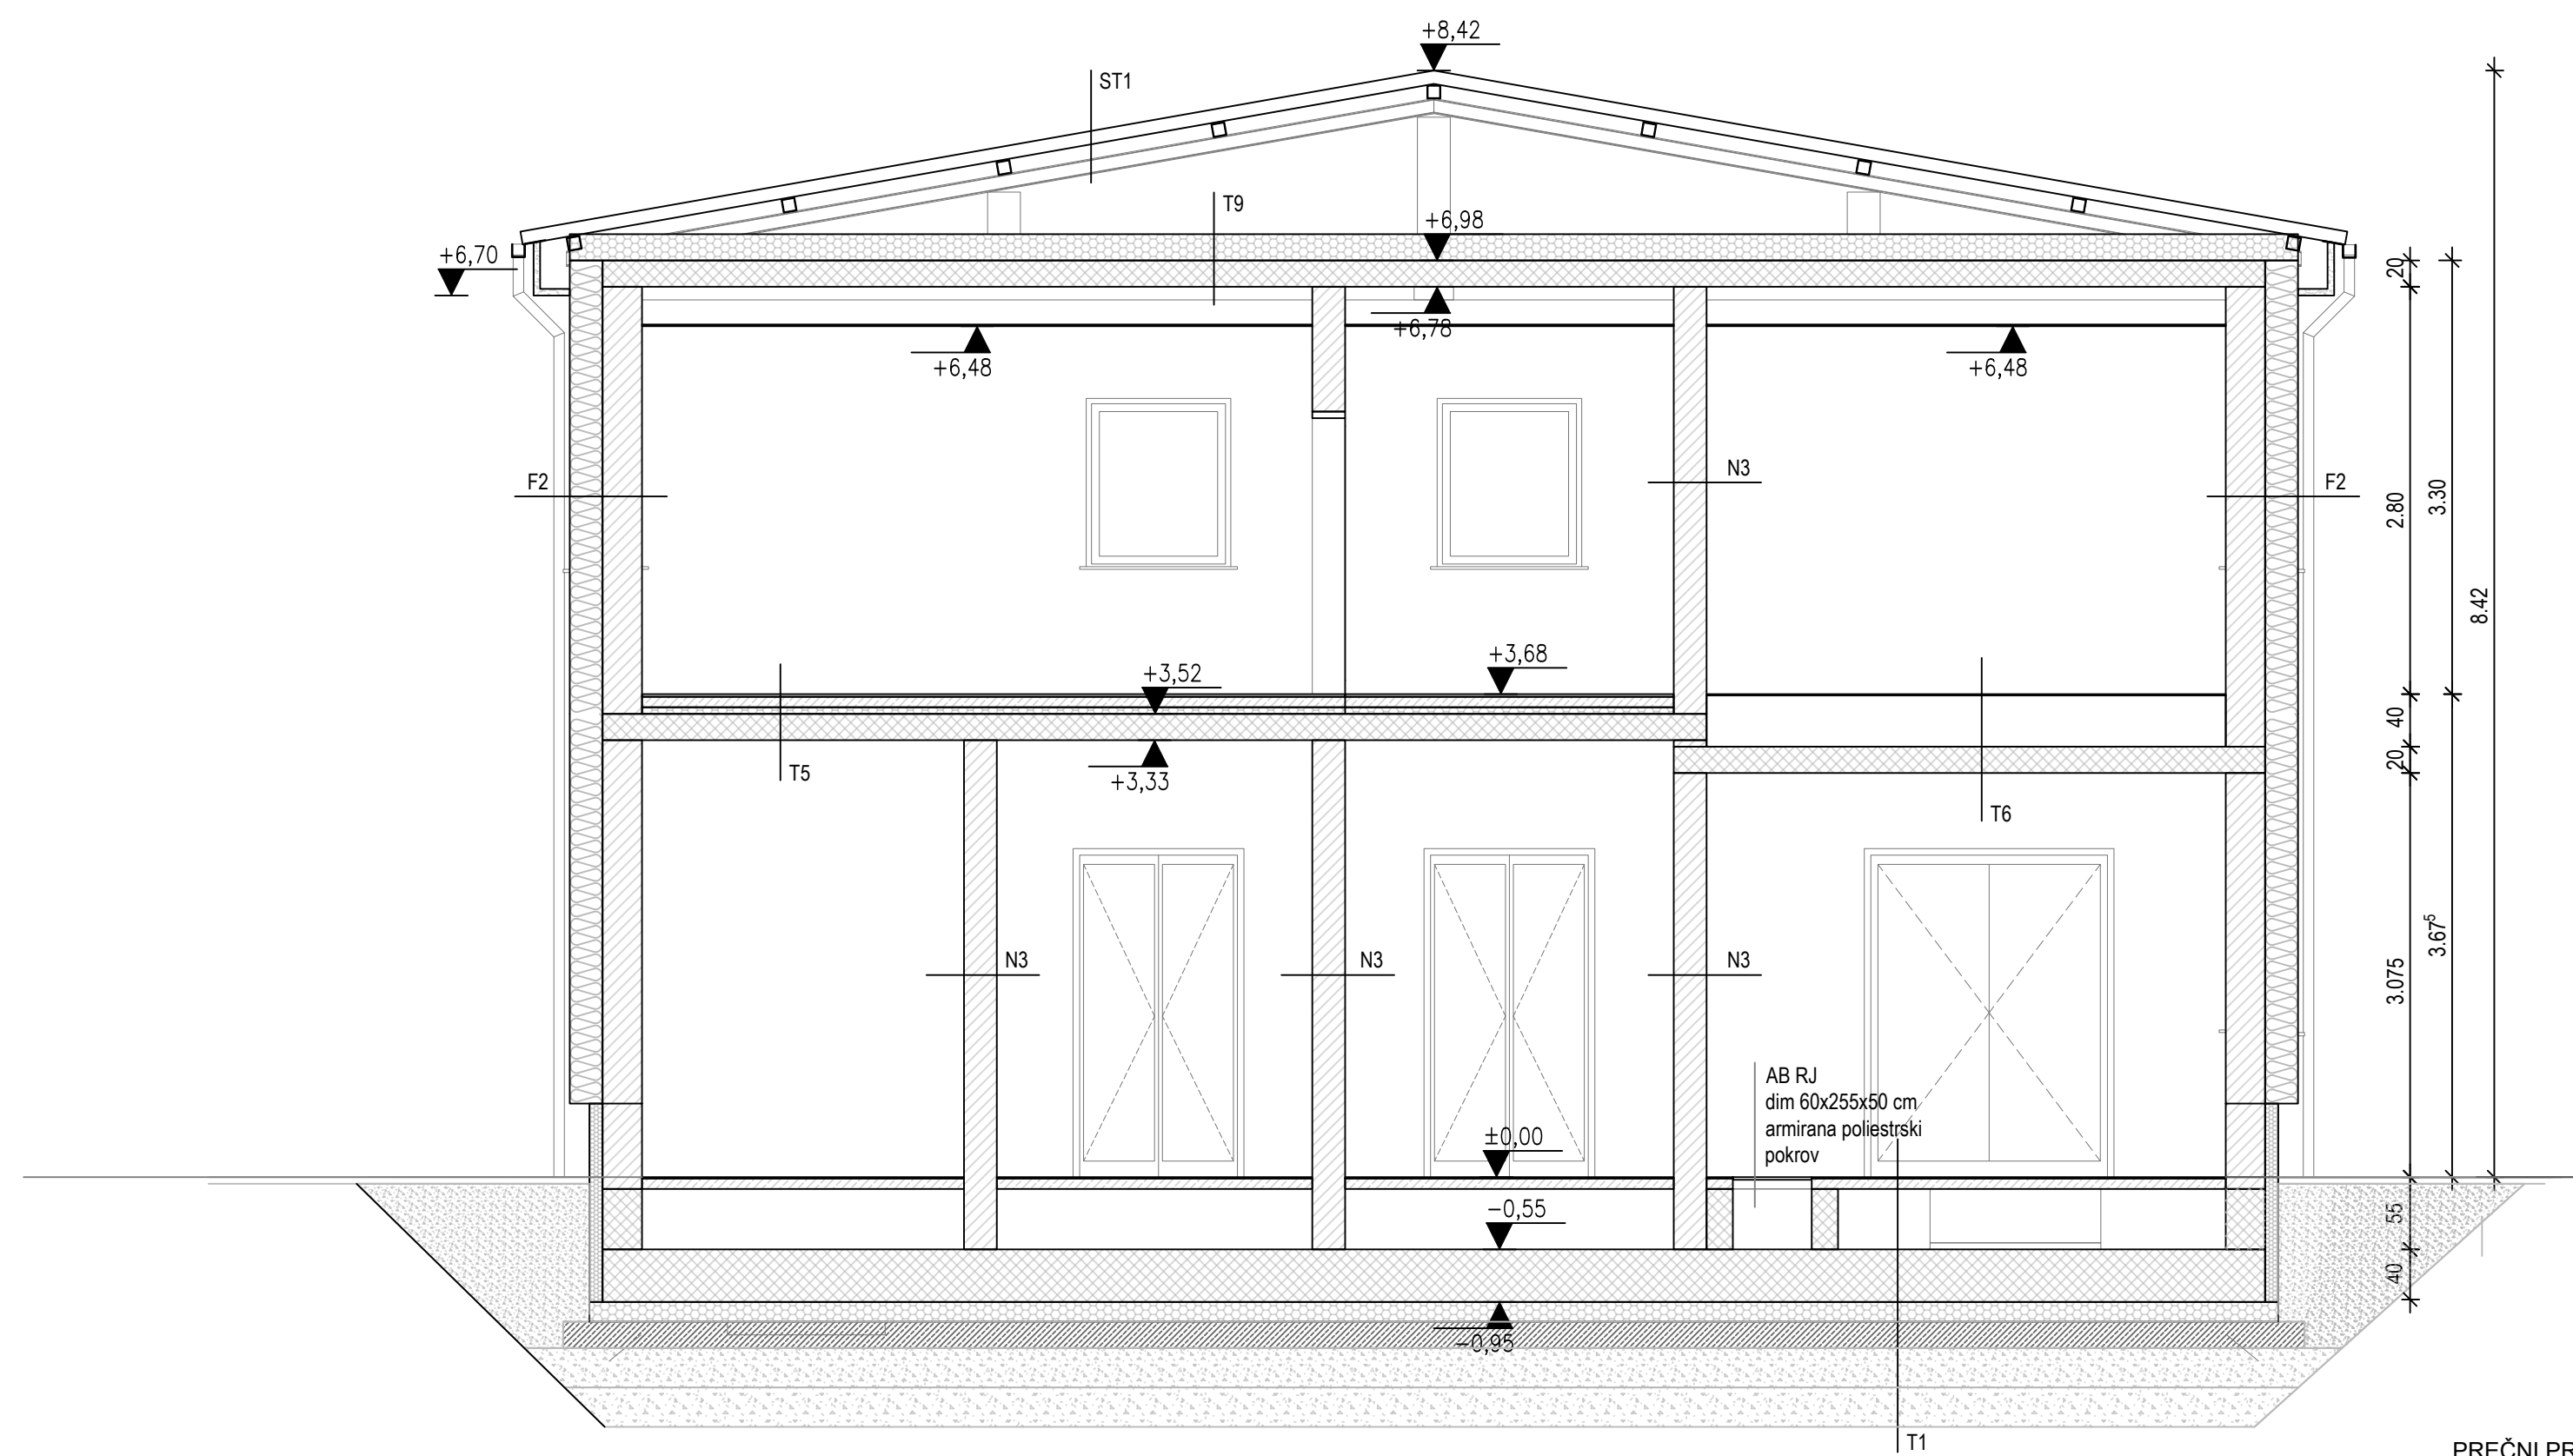 +8,42
ST1
T9
+6,98
+6,70
20
+6,78
+6,48
+6,48
F2
N3
F2
2.80
3.30
8.42
+3,68
+3,52
40
T5
+3,33
20
T6
N3
N3
N3
3.67⁵
3.075
AB RJ
dim 60x255x50 cm
armirana poliestrski
pokrov
±0,00
-0,55
55
40
-0,95
T1